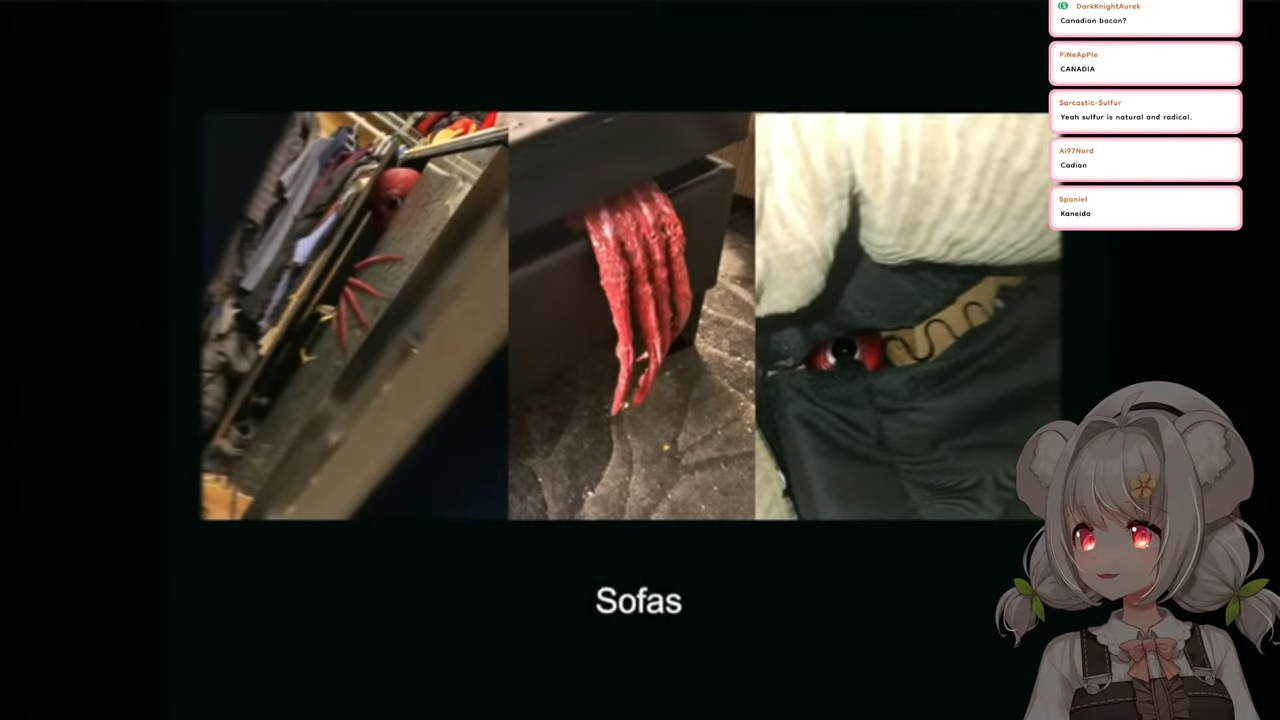 DarkKnightAurek
Canadian bacon?
PiNeApPle
CANADIA
Sarcastic-Sulfur
Yeah sulfur is natural and radical.
Ai97Nord
Cadian
Spaniel
Kaneida
Sofas